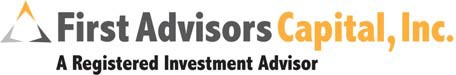 First Advisors Capital, Inc.
A Registered Investment Advisor